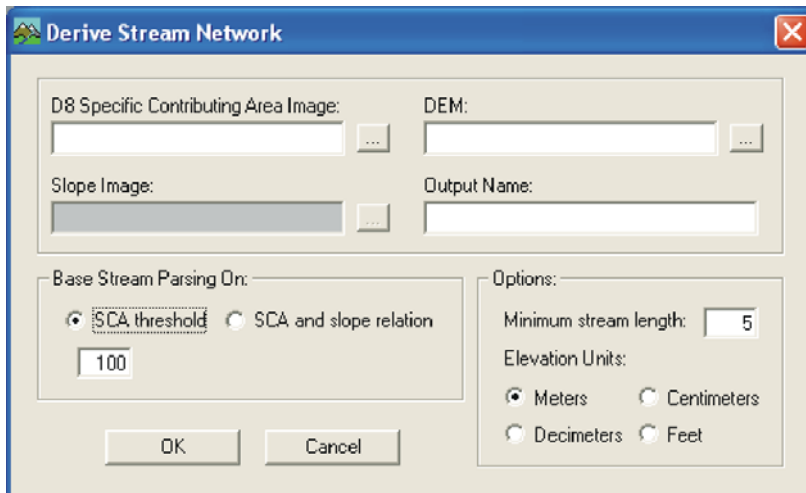 Derive Stream Network
D8 Specific Contributing Area Image:
DEM:
...
...
Slope Image:
Output Name:
...
Base Stream Parsing On:
SCA threshold
SCA and slope relation
100
Options:
Minimum stream length: 5
Elevation Units:
Meters
Centimeters
Decimeters
Feet
OK
Cancel